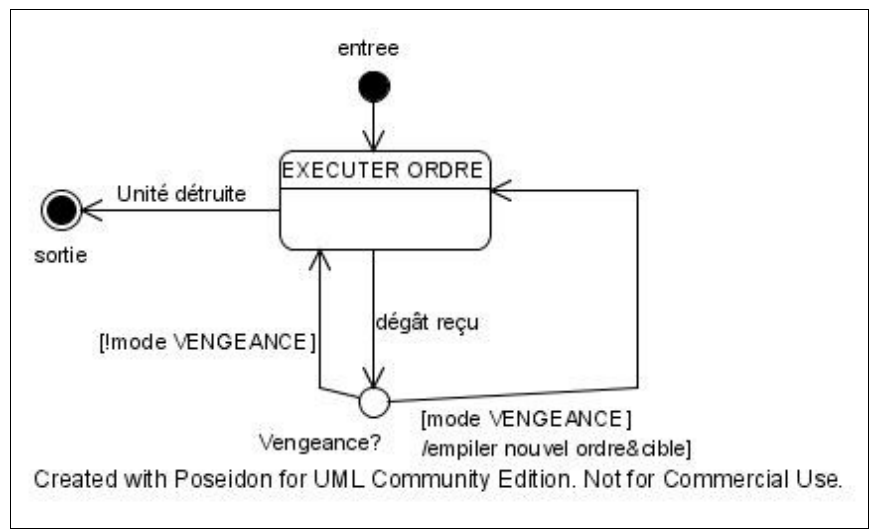 entree
EXECUTER ORDRE
Unité détruite
sortie
dégât reçu
[!mode VENGEANCE]
[mode VENGEANCE]
Vengeance?
/empiler nouvel ordre&cible]
Created with Poseidon for UML Community Edition. Not for Commercial Use.